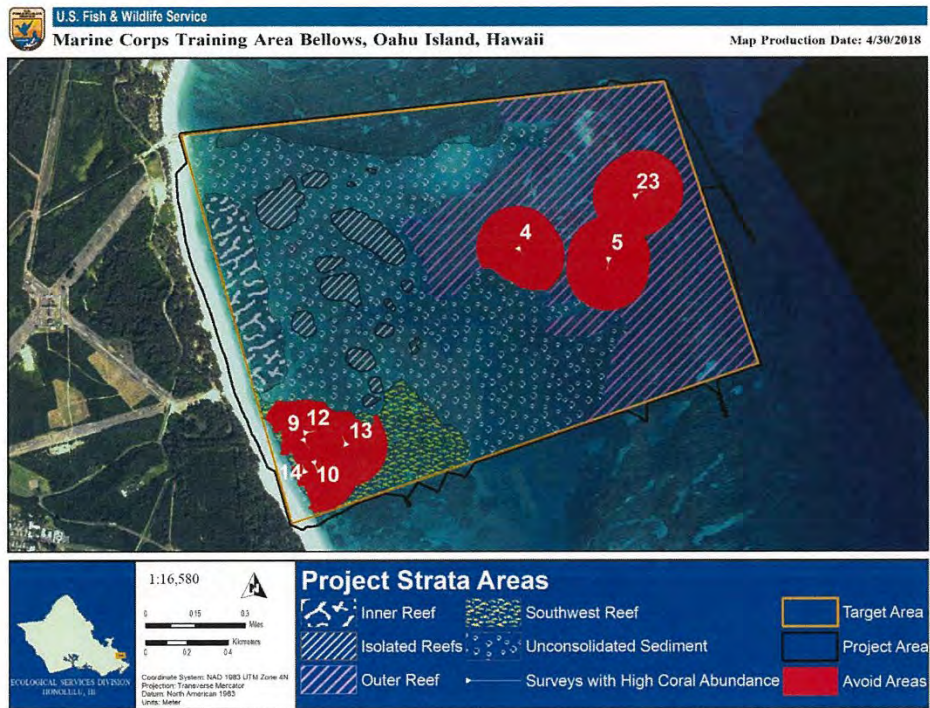 U.S. Fish & Wildlife Service
Marine Corps Training Area Bellows, Oahu Island, Hawaii
Map Production Date: 4/30/2018
23
4
5
9 12
13
14 10
1:16,580
0 0.15 0.3
Miles
Kilometers
0 0.2 0.4
Coordinate System: NAD 1983 UTM Zone 4N
Projection: Transverse Mercator
Datum: North American 1983
Units: Meter
ECOLOGICAL SERVICES DIVISION
HONOLULU, HI
Project Strata Areas
Inner Reef
Southwest Reef
Target Area
Isolated Reefs
Unconsolidated Sediment
Project Area
Outer Reef
Surveys with High Coral Abundance
Avoid Areas